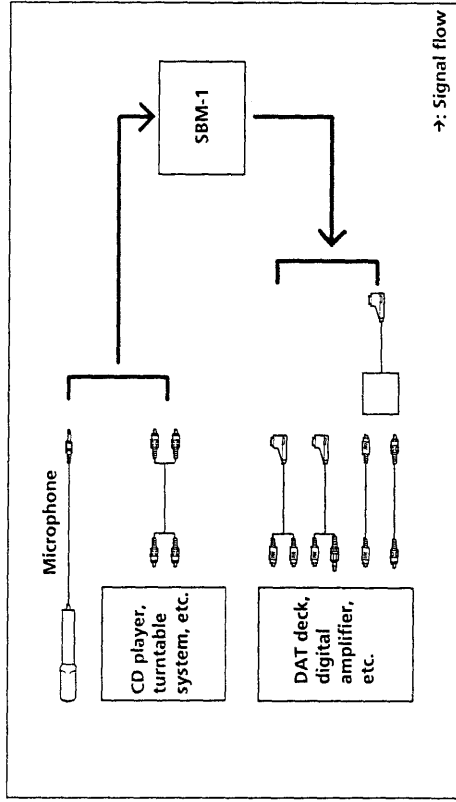 Microphone
CD player,
turntable
system, etc.
SBM-1
DAT deck,
digital
amplifier,
etc.
→: Signal flow